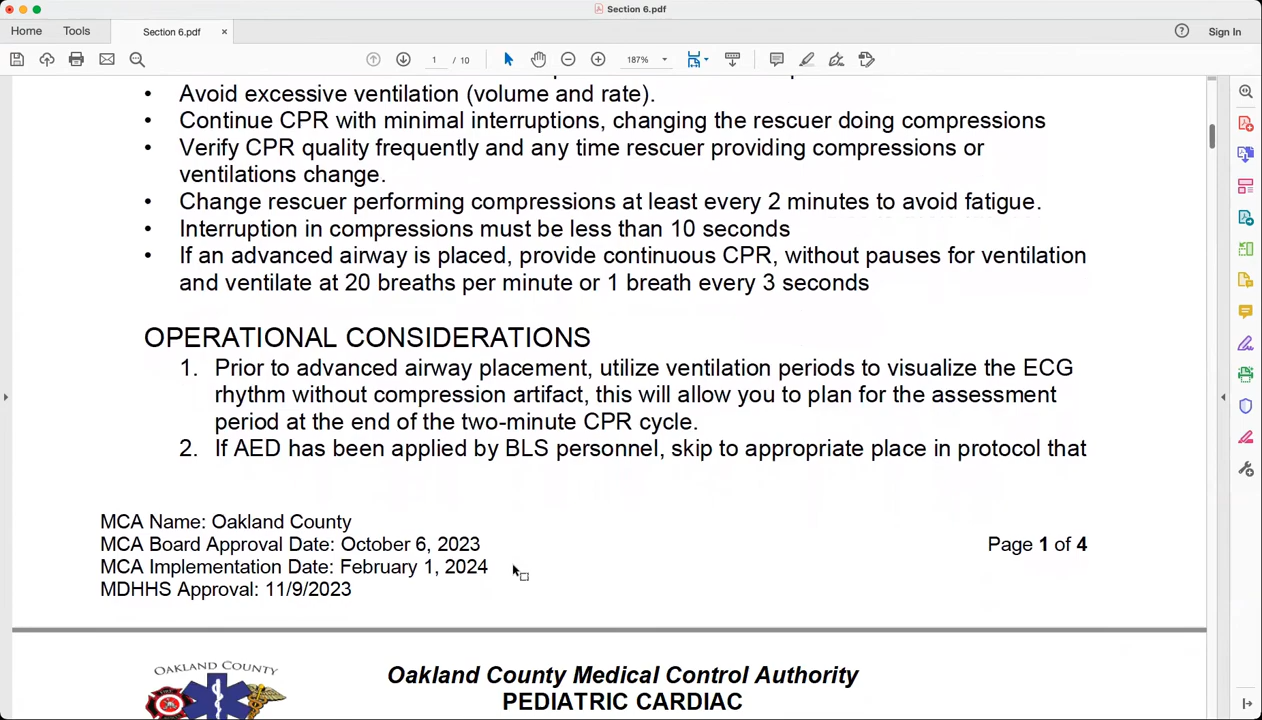 Section 6.pdf
Home
Tools
Section 6.pdf
×
?
Sign In
1 / 10
187%
• Avoid excessive ventilation (volume and rate).
• Continue CPR with minimal interruptions, changing the rescuer doing compressions
• Verify CPR quality frequently and any time rescuer providing compressions or
ventilations change.
• Change rescuer performing compressions at least every 2 minutes to avoid fatigue.
• Interruption in compressions must be less than 10 seconds
• If an advanced airway is placed, provide continuous CPR, without pauses for ventilation
and ventilate at 20 breaths per minute or 1 breath every 3 seconds
OPERATIONAL CONSIDERATIONS
1. Prior to advanced airway placement, utilize ventilation periods to visualize the ECG
rhythm without compression artifact, this will allow you to plan for the assessment
period at the end of the two-minute CPR cycle.
2. If AED has been applied by BLS personnel, skip to appropriate place in protocol that
MCA Name: Oakland County
MCA Board Approval Date: October 6, 2023
Page 1 of 4
MCA Implementation Date: February 1, 2024
MDHHS Approval: 11/9/2023
OAKLAND COUNTY
Oakland County Medical Control Authority
PEDIATRIC CARDIAC